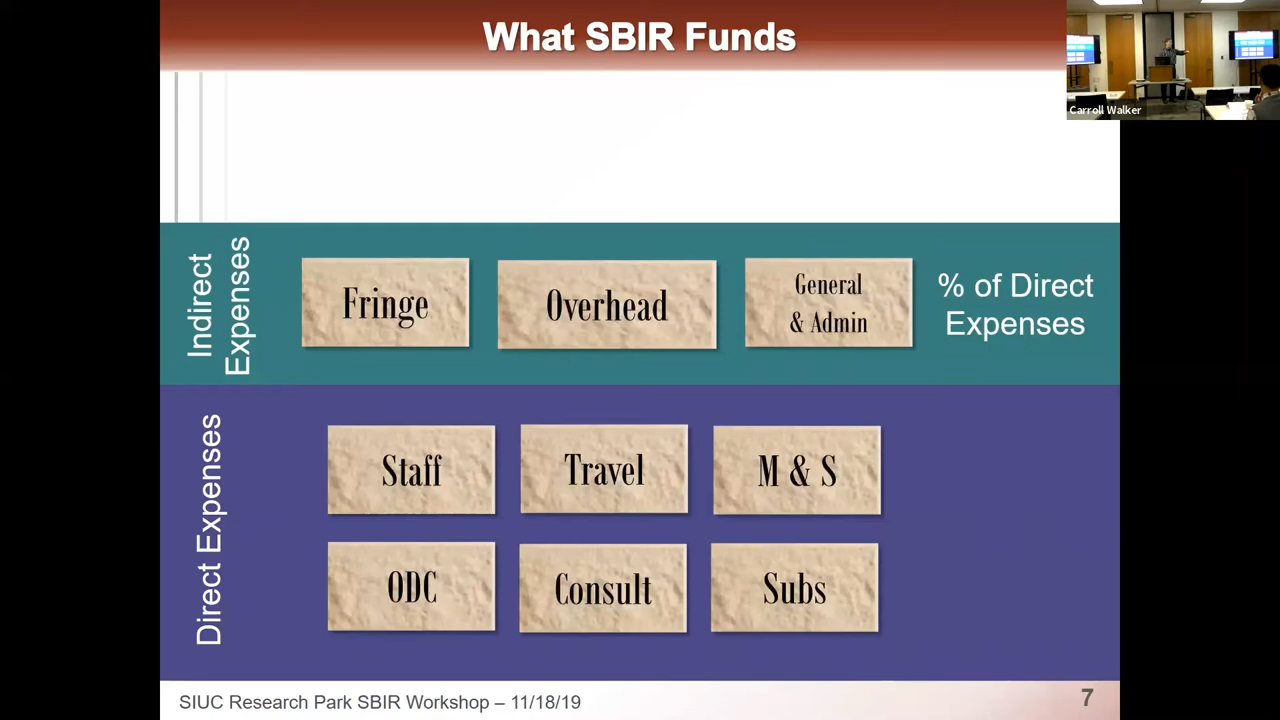 What SBIR Funds
Carroll Walker
Indirect
Expenses
Fringe
Overhead
General
& Admin
% of Direct
Expenses
Direct Expenses
Staff
Travel
M & S
ODC
Consult
Subs
SIUC Research Park SBIR Workshop – 11/18/19
7